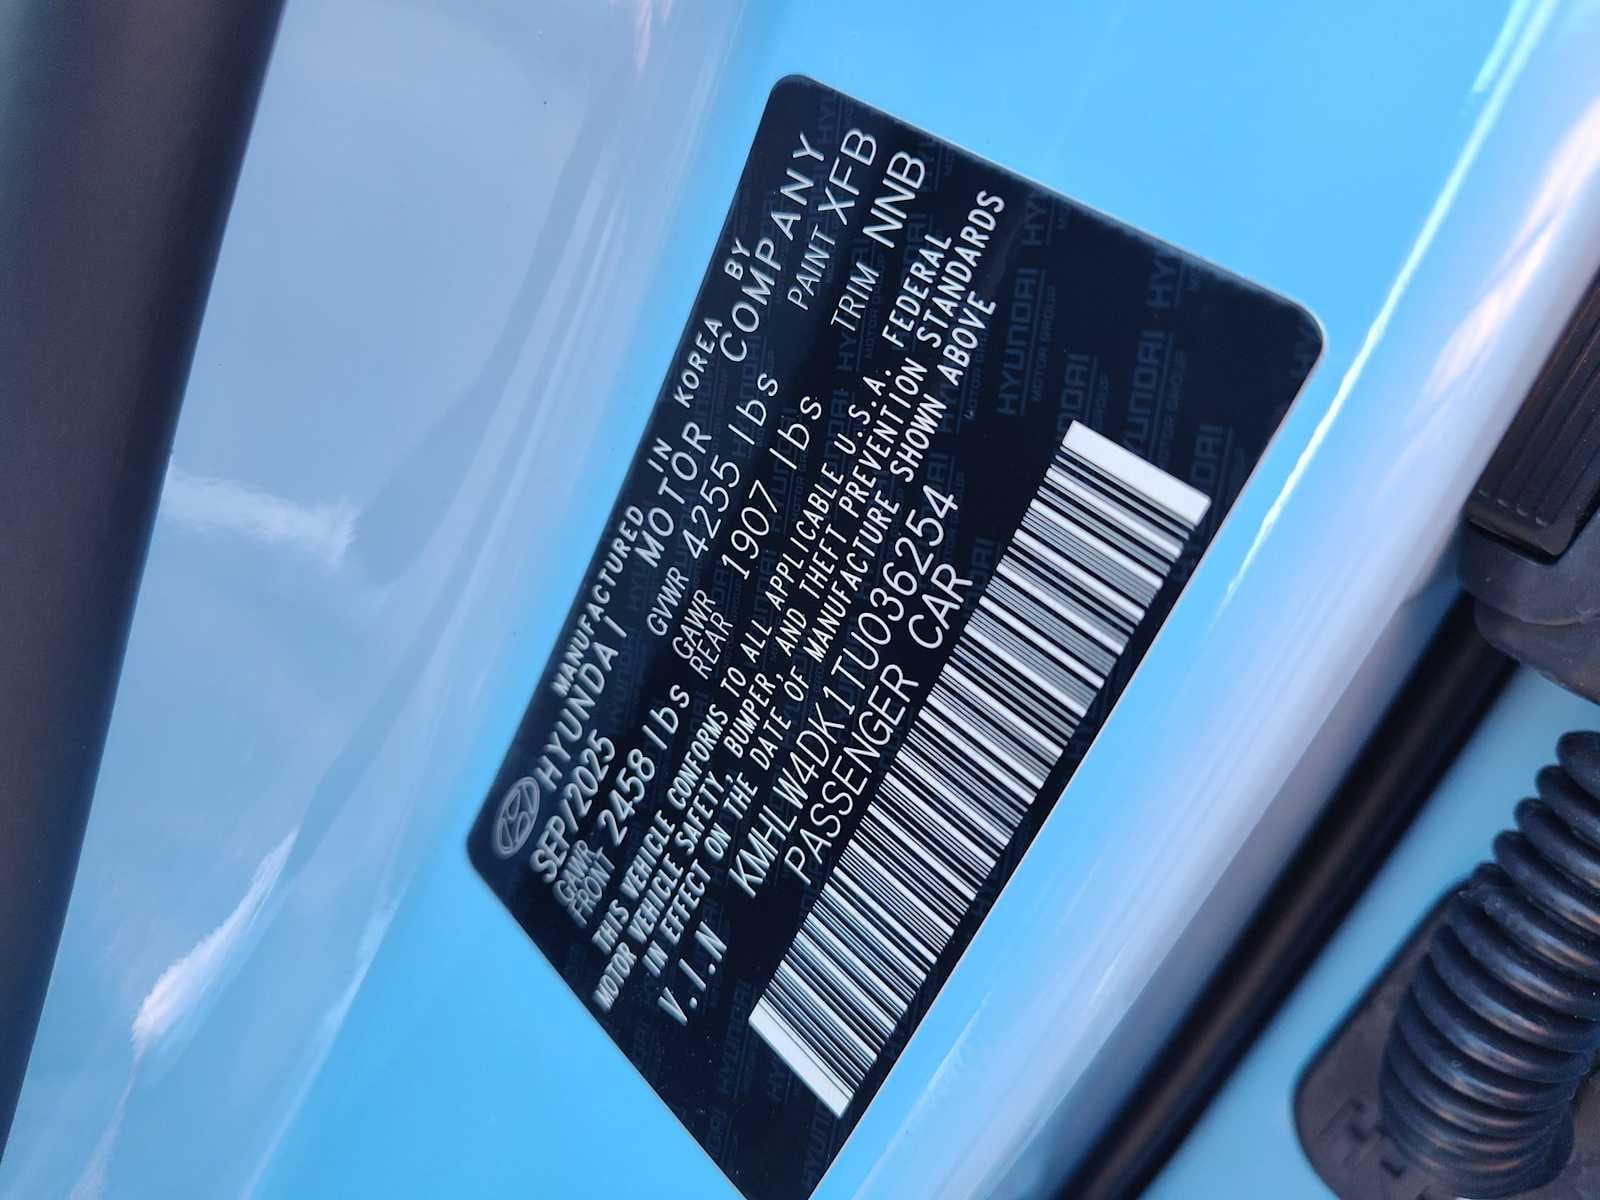 MANUFACTURED IN KOREA BY
HYUNDAI MOTOR COMPANY
SEP/2025 GVWR 4255 lbs PAINT XFB
GAWR FRONT 2458 lbs GAWR REAR 1907 lbs TRIM NNB
THIS VEHICLE CONFORMS TO ALL APPLICABLE U.S.A. FEDERAL
MOTOR VEHICLE SAFETY, BUMPER, AND THEFT PREVENTION STANDARDS
IN EFFECT ON THE DATE OF MANUFACTURE SHOWN ABOVE
V.I.N KMHLW4DK1TU036254
PASSENGER CAR
HYUNDAI
MOTOR GROUP